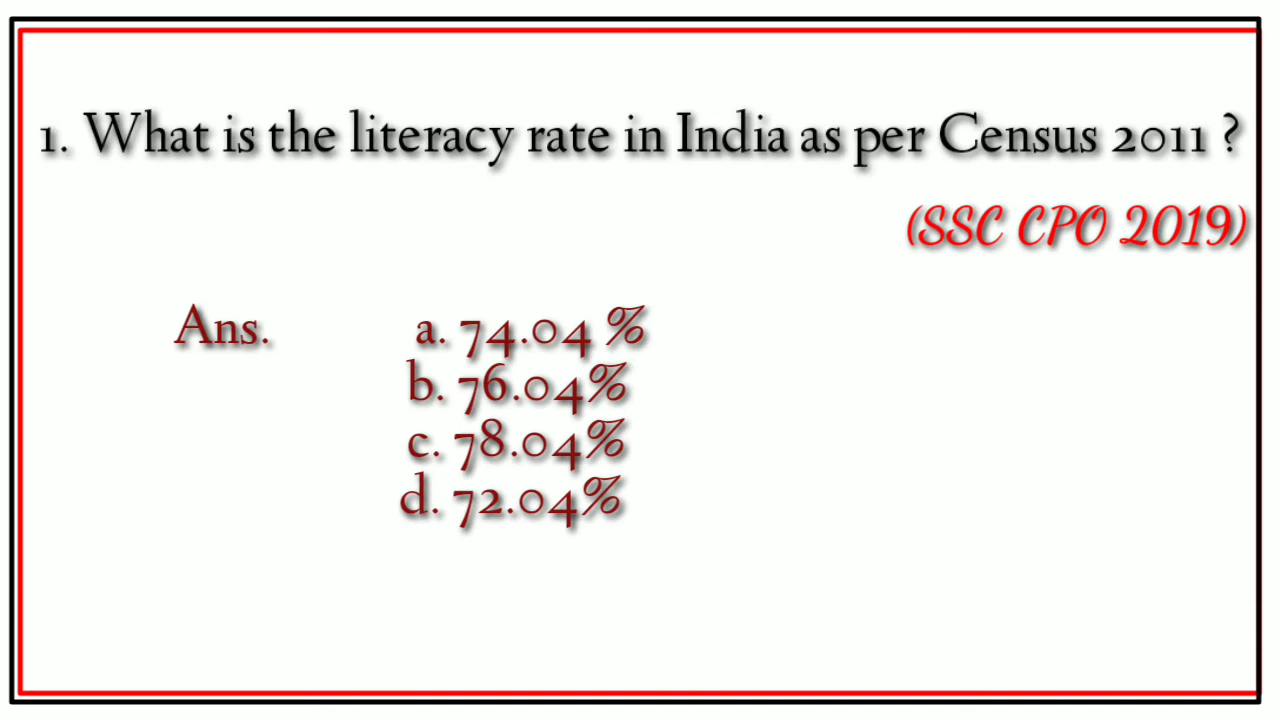 1. What is the literacy rate in India as per Census 2011 ?
(SSC CPO 2019)
Ans. a. 74.04 %
b. 76.04%
c. 78.04%
d. 72.04%